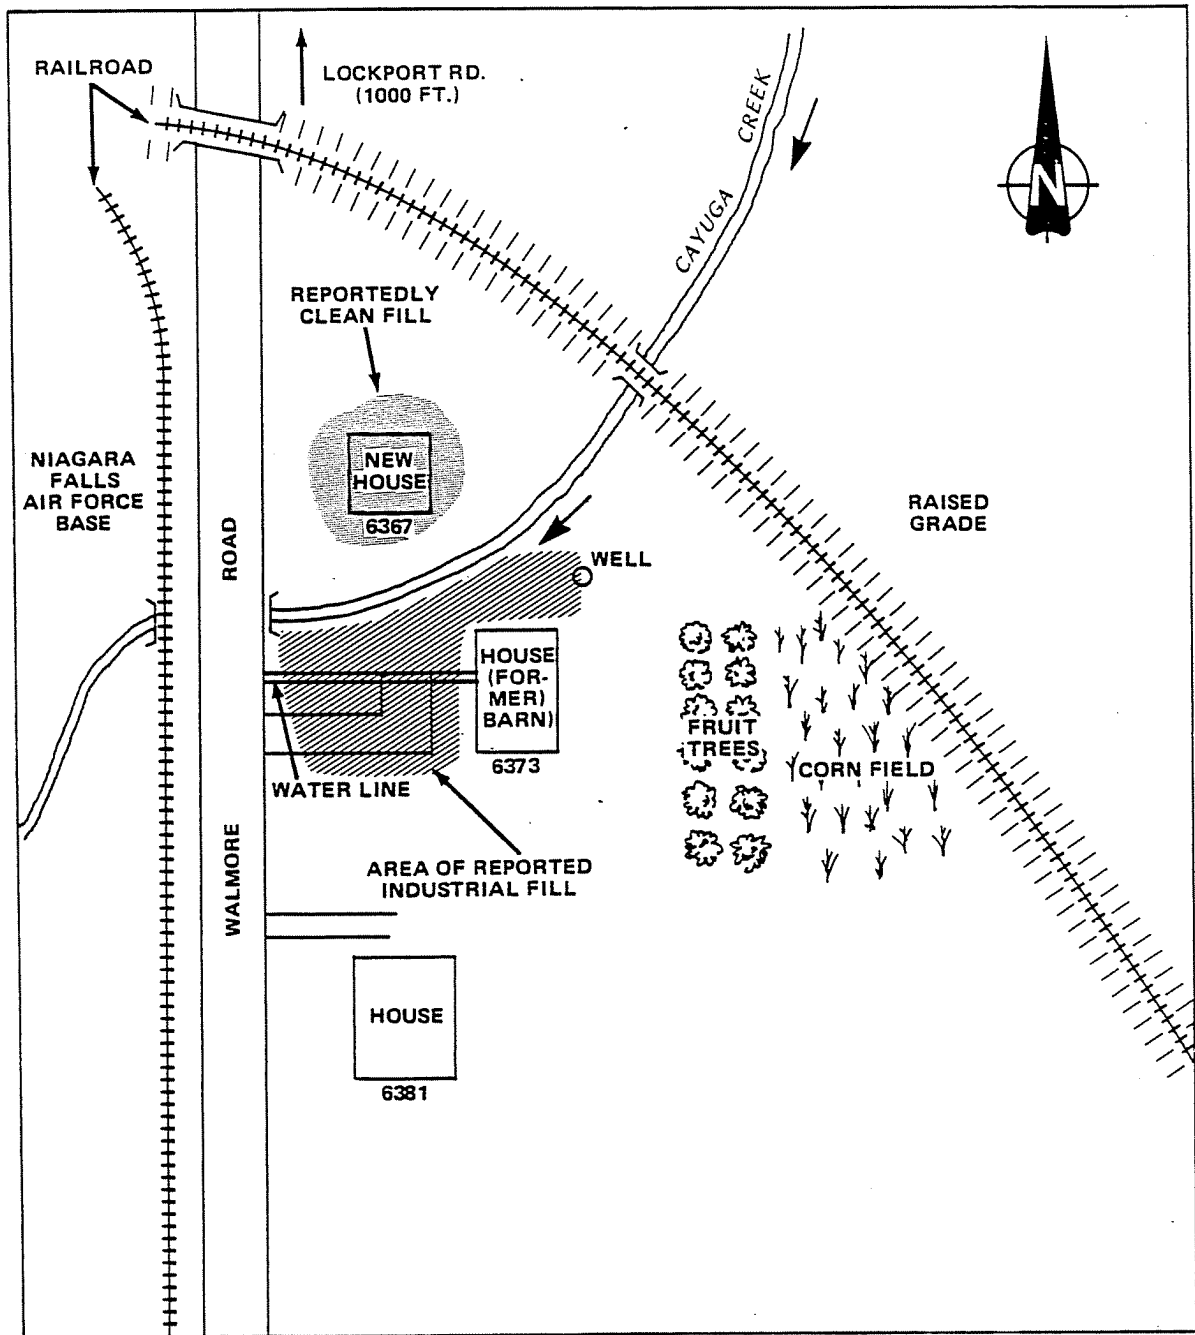 RAILROAD
LOCKPORT RD.
(1000 FT.)
CAYUGA CREEK
N
REPORTEDLY
CLEAN FILL
NIAGARA
FALLS
AIR FORCE
BASE
NEW
HOUSE
6367
RAISED
GRADE
WALMORE ROAD
WELL
HOUSE
(FOR-
MER)
BARN)
6373
FRUIT
TREES
CORN FIELD
WATER LINE
AREA OF REPORTED
INDUSTRIAL FILL
HOUSE
6381